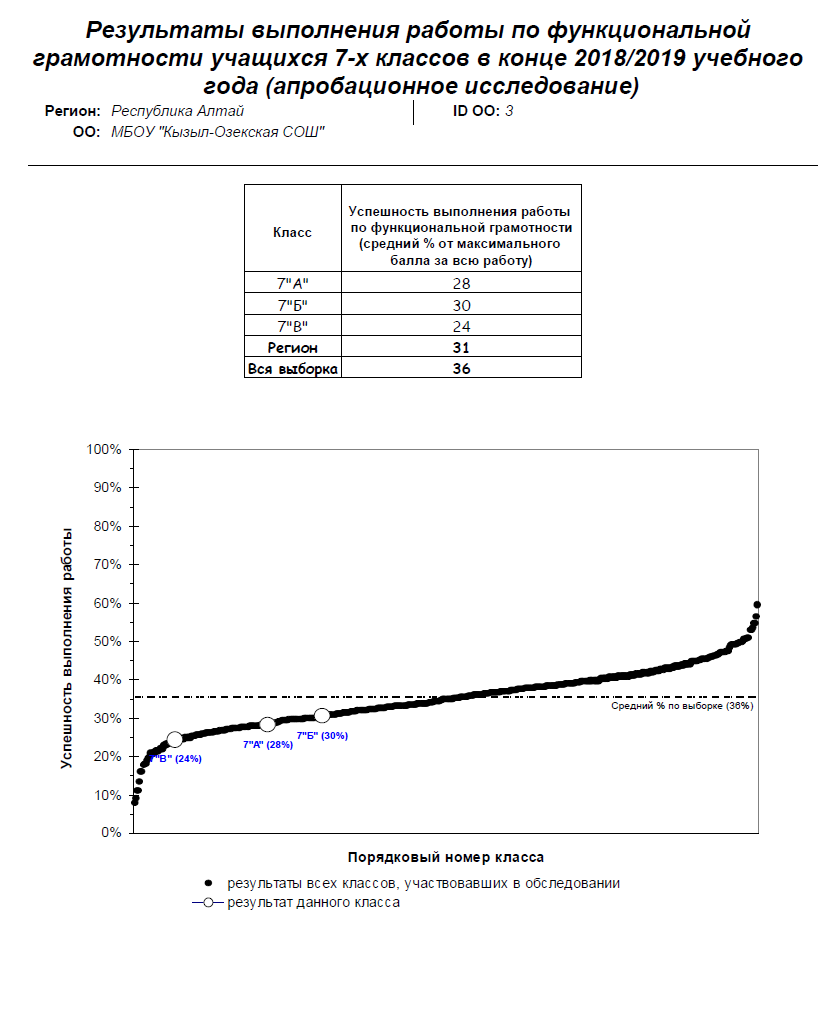 Результаты выполнения работы по функциональной
грамотности учащихся 7-х классов в конце 2018/2019 учебного
года (апробационное исследование)
Регион: Республика Алтай ID ОО: 3
ОО: МБОУ "Кызыл-Озекская СОШ"
Класс
Успешность выполнения работы
по функциональной грамотности
(средний % от максимального
балла за всю работу)
7"А" 28
7"Б" 30
7"В" 24
Регион 31
Вся выборка 36
100%
90%
80%
70%
60%
50%
40%
30%
20%
10%
0%
Успешность выполнения работы
Средний % по выборке (36%)
7"В" (24%)
7"А" (28%)
7"Б" (30%)
Порядковый номер класса
результаты всех классов, участвовавших в обследовании
результат данного класса